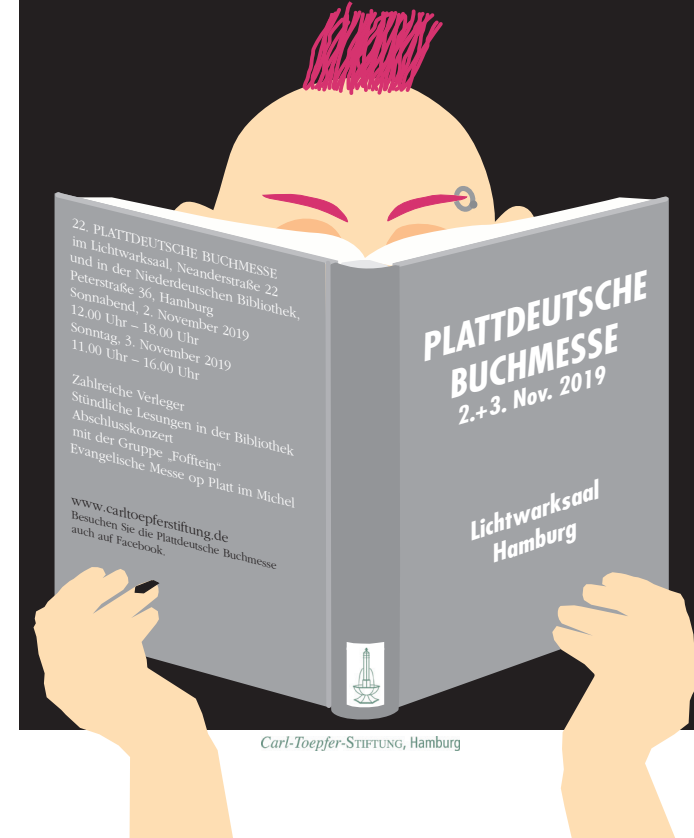 22. PLATTDEUTSCHE BUCHMESSE
im Lichtwarksaal, Neanderstraße 22
und in der Niederdeutschen Bibliothek,
Peterstraße 36, Hamburg
Sonnabend, 2. November 2019
12.00 Uhr – 18.00 Uhr
Sonntag, 3. November 2019
11.00 Uhr – 16.00 Uhr
Zahlreiche Verleger
Stündliche Lesungen in der Bibliothek
Abschlusskonzert
mit der Gruppe „Fofftein“
Evangelische Messe op Platt im Michel
www.carltoepferstiftung.de
Besuchen Sie die Plattdeutsche Buchmesse
auch auf Facebook.
PLATTDEUTSCHE
BUCHMESSE
2.+3. Nov. 2019
Lichtwarksaal
Hamburg
Carl-Toepfer-STIFTUNG, Hamburg